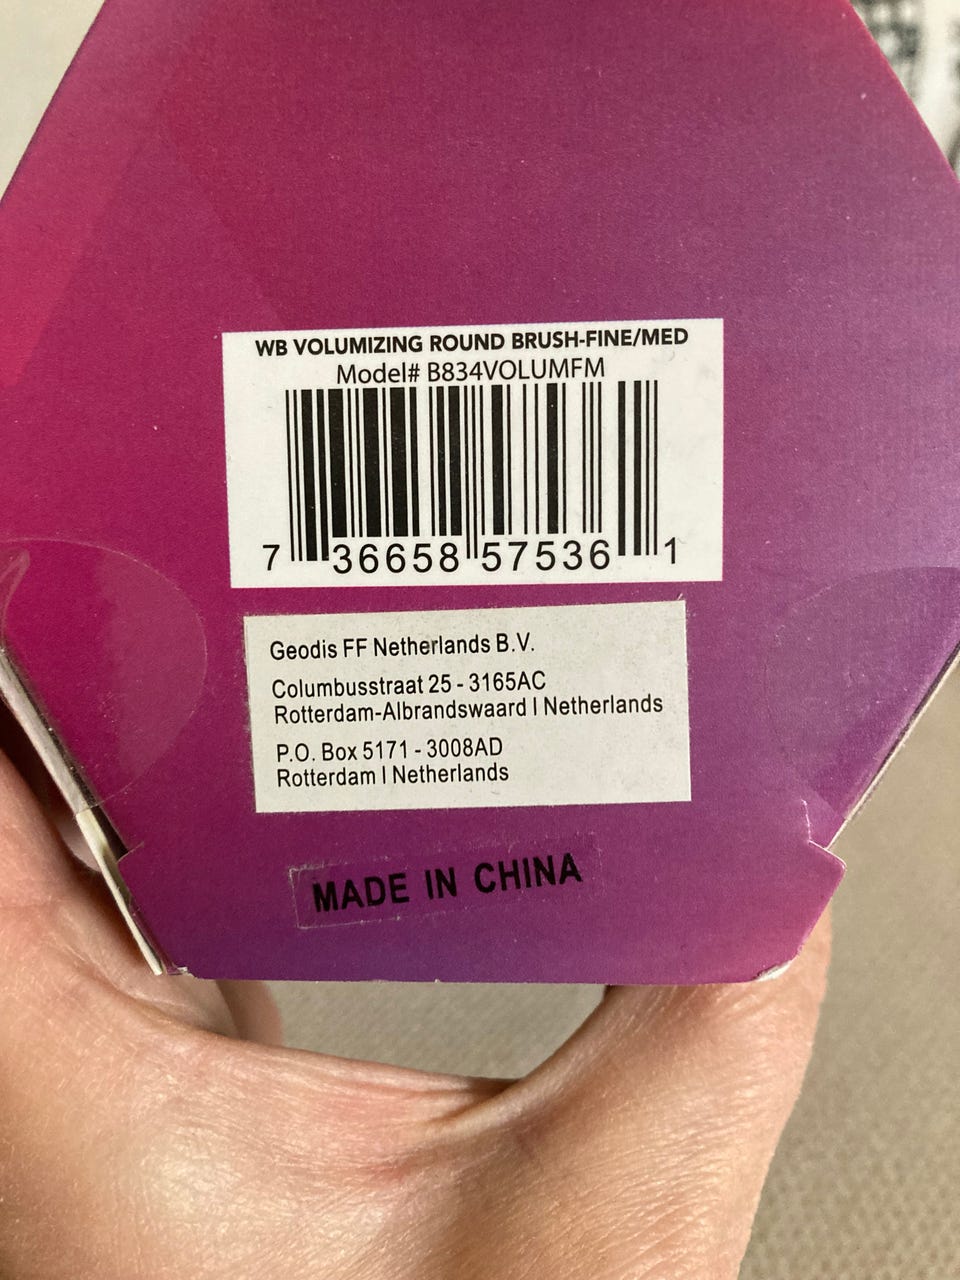 WB VOLUMIZING ROUND BRUSH-FINE/MED
Model# B834VOLUMFM
7 36658 57536 1
Geodis FF Netherlands B.V.
Columbusstraat 25 - 3165AC
Rotterdam-Albrandswaard | Netherlands
P.O. Box 5171 - 3008AD
Rotterdam | Netherlands
MADE IN CHINA